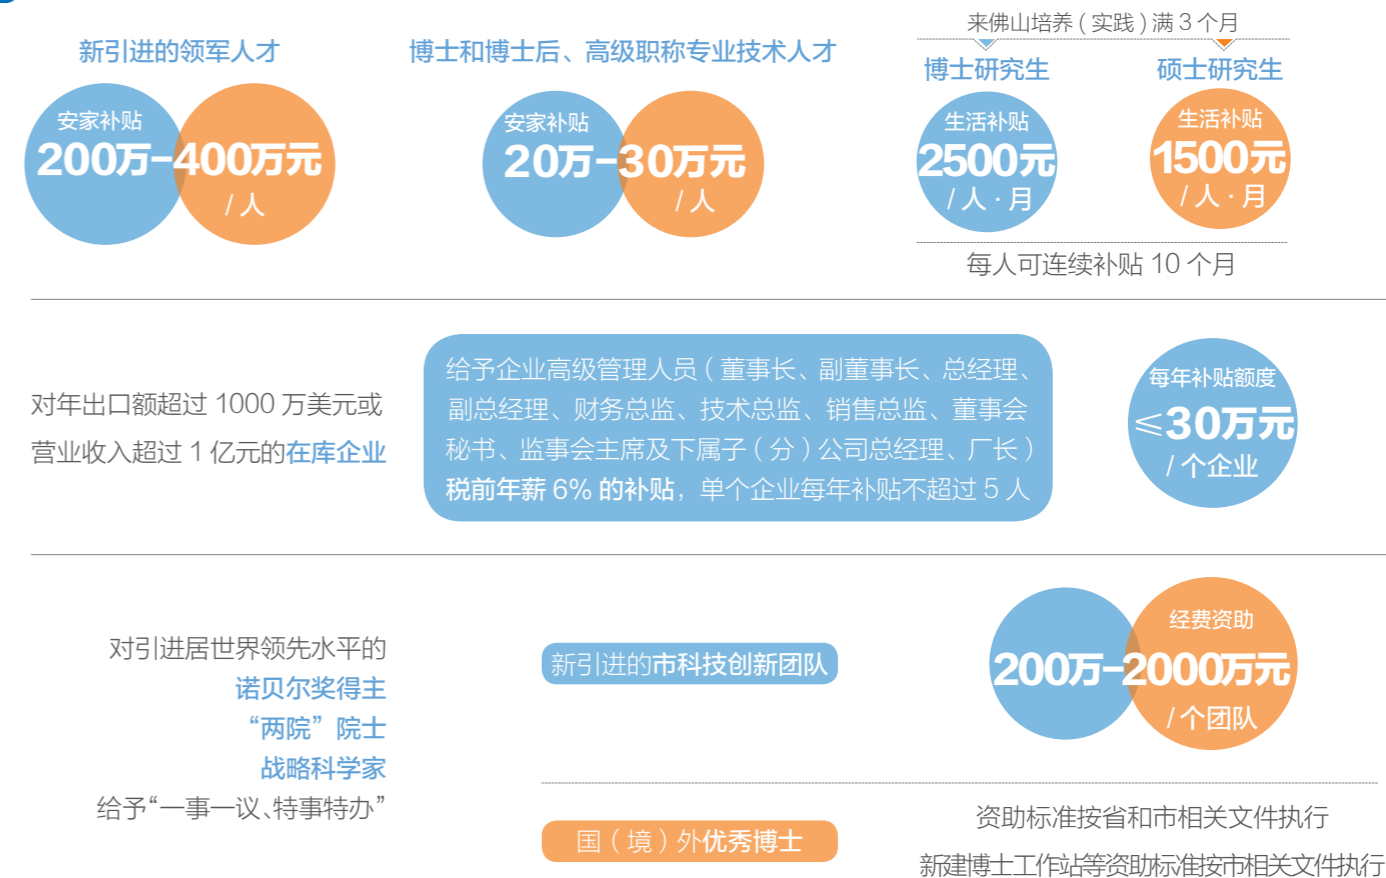 新引进的领军人才
安家补贴
200万-400万元
/ 人
博士和博士后、高级职称专业技术人才
安家补贴
20万-30万元
/ 人
来佛山培养（实践）满 3 个月
博士研究生
生活补贴
2500元
/ 人 · 月
硕士研究生
生活补贴
1500元
/ 人 · 月
每人可连续补贴 10 个月
对年出口额超过 1000 万美元或
营业收入超过 1 亿元的在库企业
给予企业高级管理人员（董事长、副董事长、总经理、
副总经理、财务总监、技术总监、销售总监、董事会
秘书、监事会主席及下属子（分）公司总经理、厂长）
税前年薪 6% 的补贴，单个企业每年补贴不超过 5 人
每年补贴额度
≤30万元
/ 个企业
对引进居世界领先水平的
诺贝尔奖得主
“两院”院士
战略科学家
给予“一事一议、特事特办”
新引进的市科技创新团队
经费资助
200万-2000万元
/ 个团队
国（境）外优秀博士
资助标准按省和市相关文件执行
新建博士工作站等资助标准按市相关文件执行